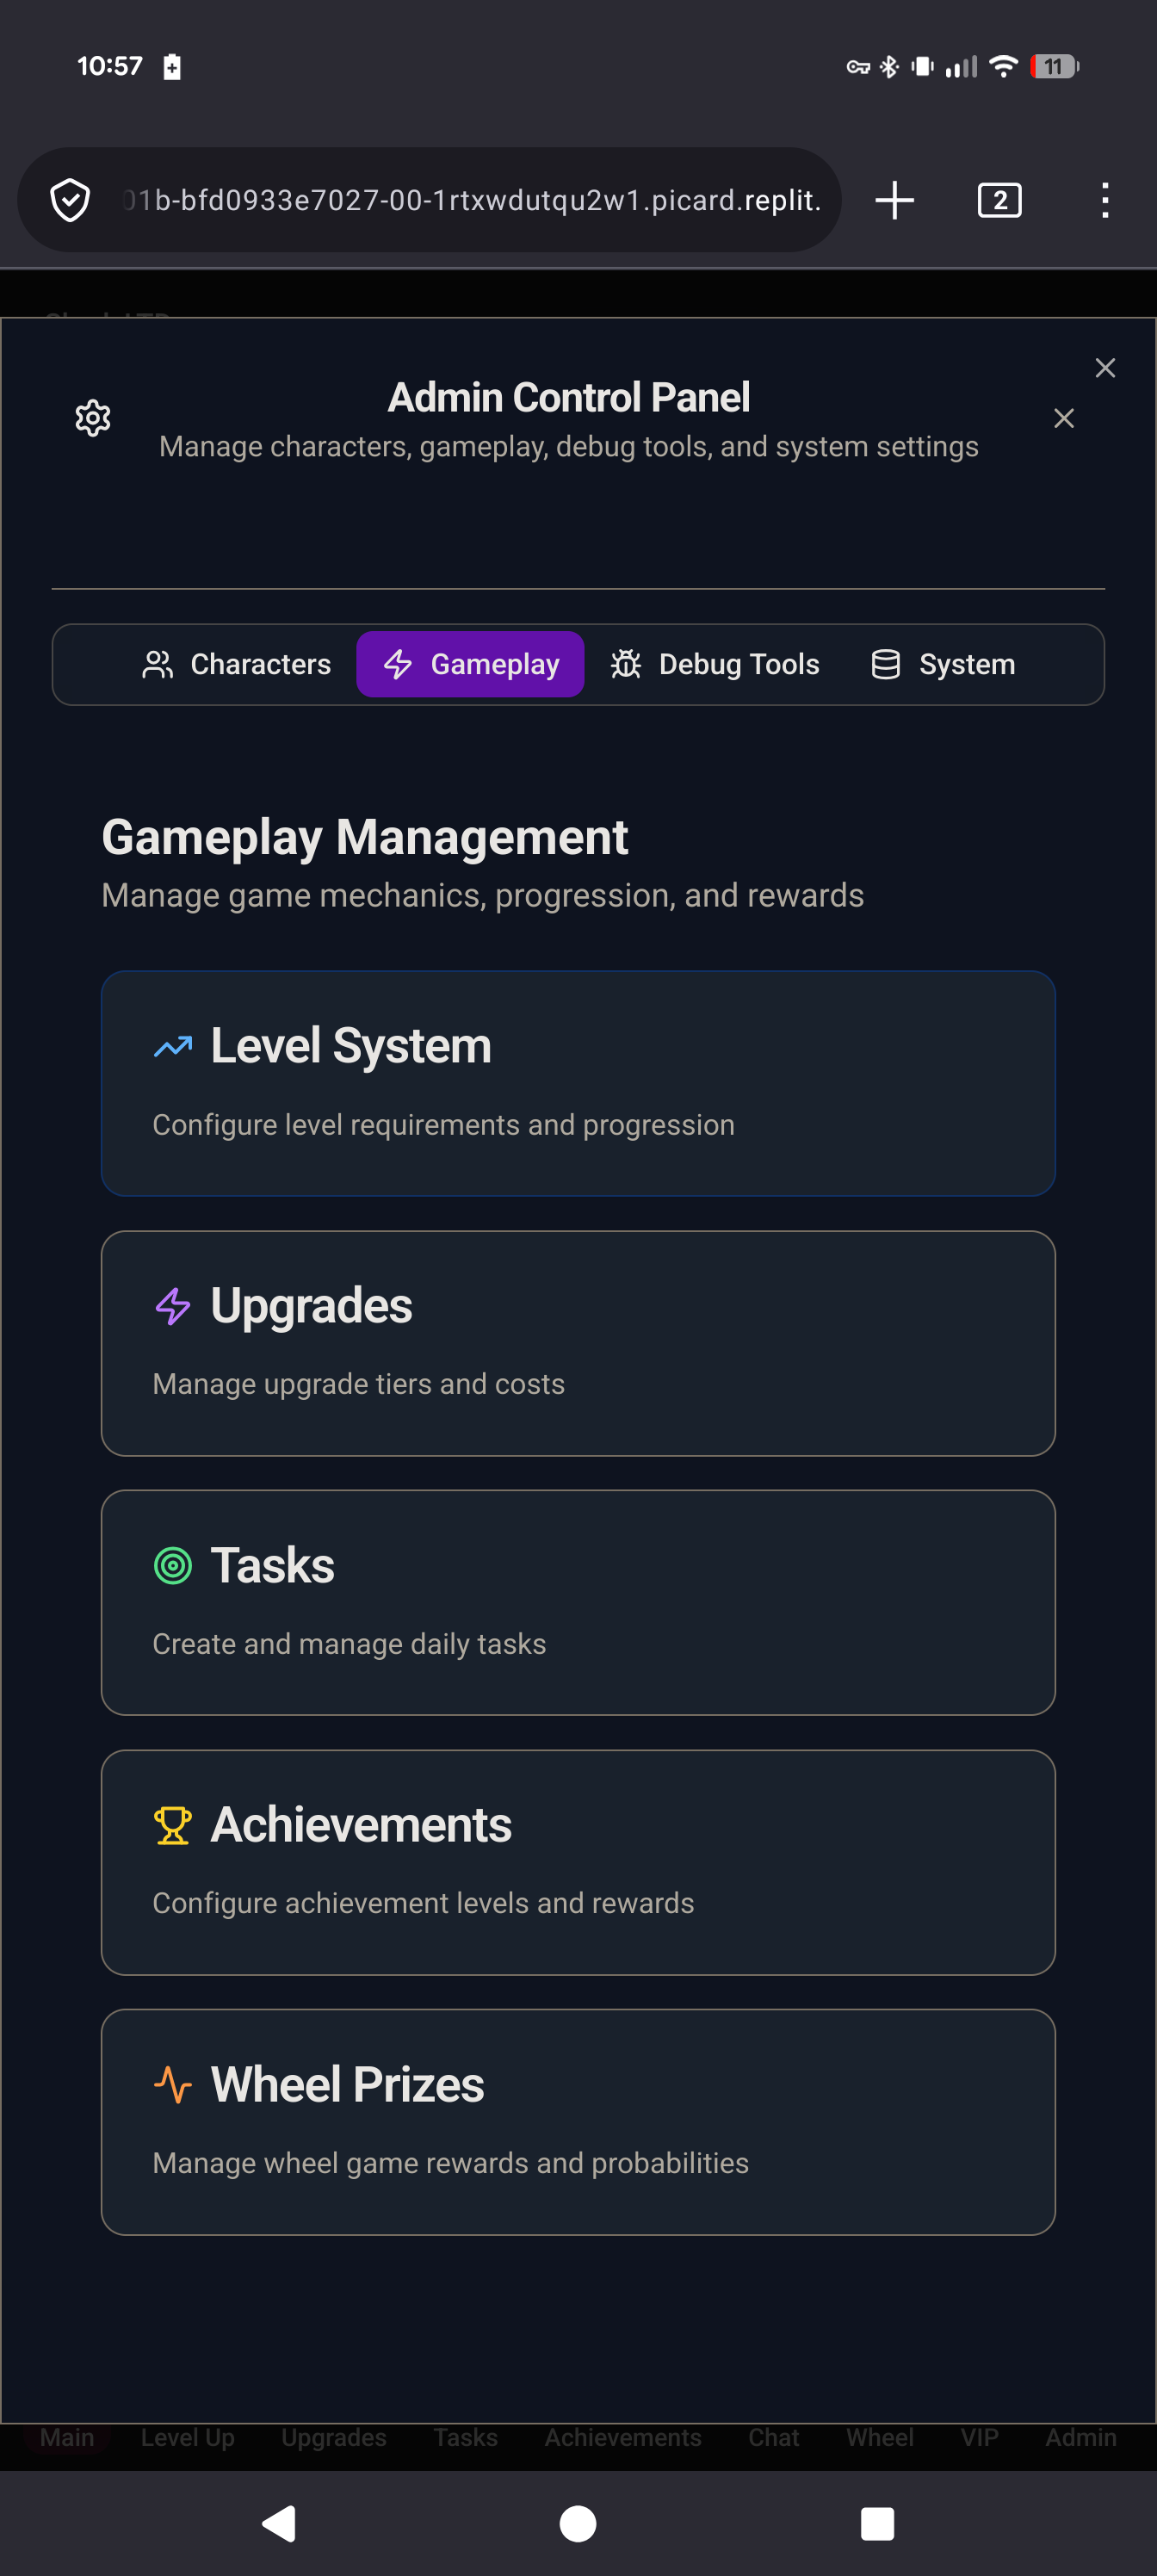 10:57
11
01b-bfd0933e7027-00-1rtxwdutqu2w1.picard.replit.
2
Admin Control Panel
Manage characters, gameplay, debug tools, and system settings
Characters
Gameplay
Debug Tools
System
Gameplay Management
Manage game mechanics, progression, and rewards
Level System
Configure level requirements and progression
Upgrades
Manage upgrade tiers and costs
Tasks
Create and manage daily tasks
Achievements
Configure achievement levels and rewards
Wheel Prizes
Manage wheel game rewards and probabilities
Main Level Up Upgrades Tasks Achievements Chat Wheel VIP Admin